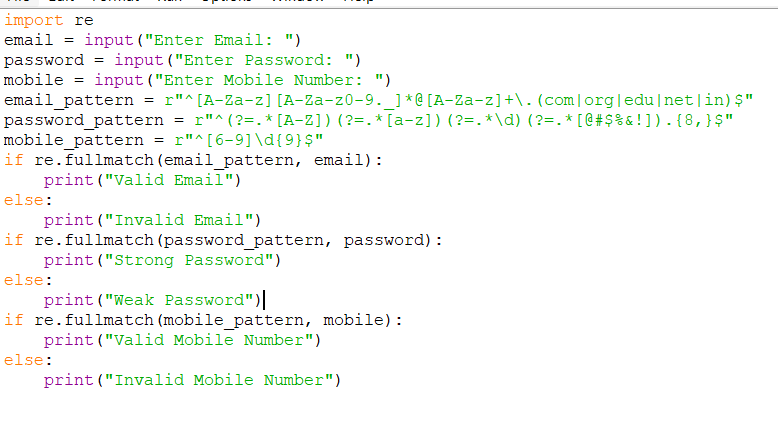 import re
email = input("Enter Email: ")
password = input("Enter Password: ")
mobile = input("Enter Mobile Number: ")
email_pattern = r"^[A-Za-z][A-Za-z0-9._]*@[A-Za-z]+\.(com|org|edu|net|in)$"
password_pattern = r"^(?=.*[A-Z])(?=.*[a-z])(?=.*\d)(?=.*[@#$%&!]).{8,}$"
mobile_pattern = r"^[6-9]\d{9}$"
if re.fullmatch(email_pattern, email):
    print("Valid Email")
else:
    print("Invalid Email")
if re.fullmatch(password_pattern, password):
    print("Strong Password")
else:
    print("Weak Password")
if re.fullmatch(mobile_pattern, mobile):
    print("Valid Mobile Number")
else:
    print("Invalid Mobile Number")